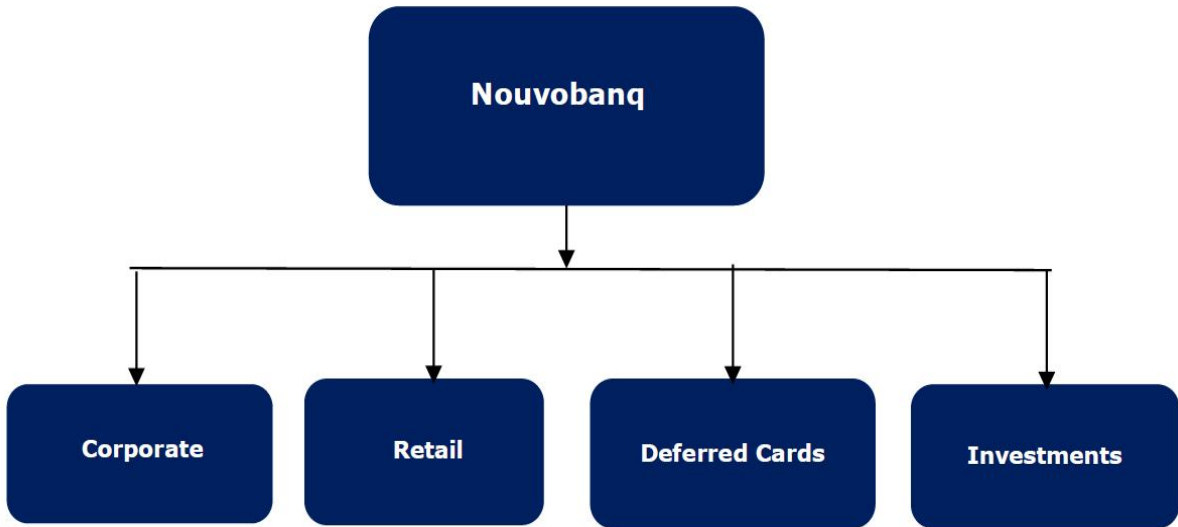 Nouvobanq
Corporate
Retail
Deferred Cards
Investments